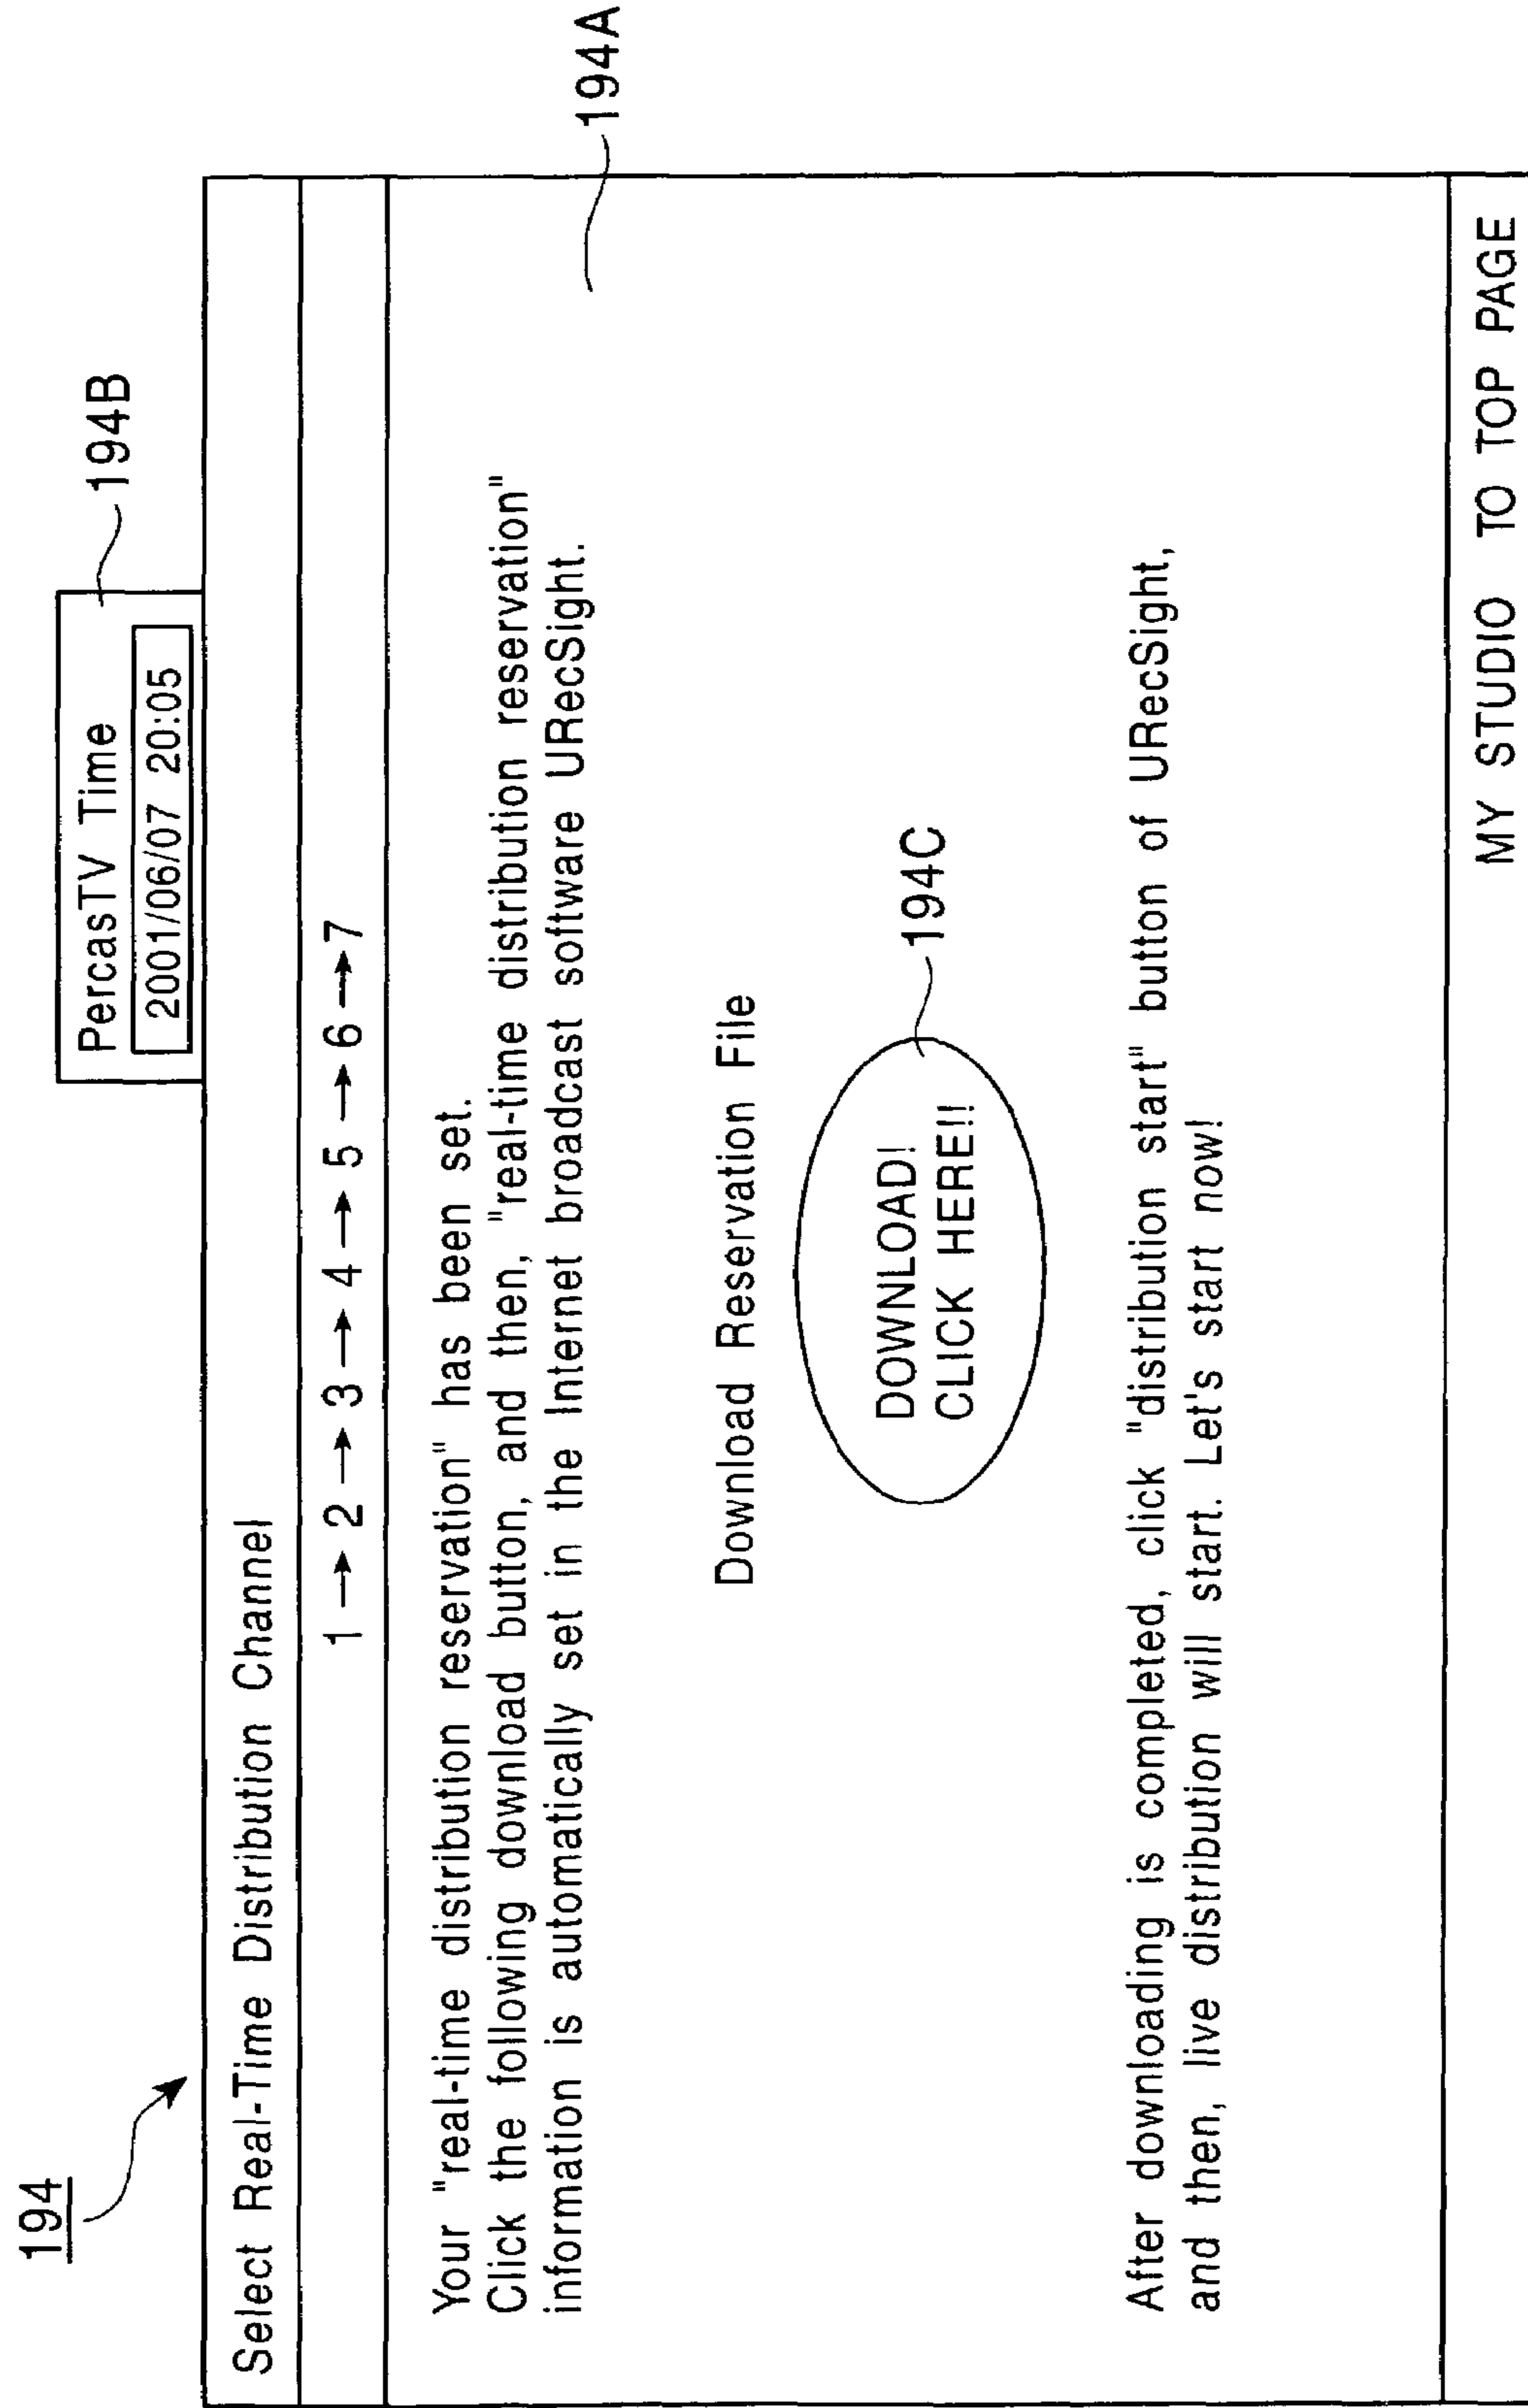 194
PercasTV Time
2001/06/07 20:05
194B
Select Real-Time Distribution Channel
1→2→3→4→5→6→7
Your "real-time distribution reservation" has been set.
Click the following download button, and then, "real-time distribution reservation"
information is automatically set in the Internet broadcast software URecSight.
194A
Download Reservation File
DOWNLOAD!
CLICK HERE!!
194C
After downloading is completed, click "distribution start" button of URecSight,
and then, live distribution will start. Let's start now!
MY STUDIO TO TOP PAGE